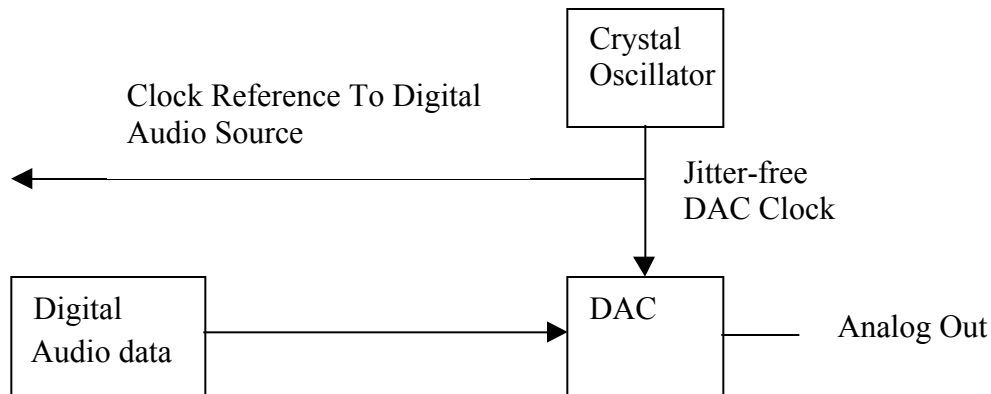 Crystal
Oscillator
Clock Reference To Digital
Audio Source
Jitter-free
DAC Clock
Digital
Audio data
DAC
Analog Out